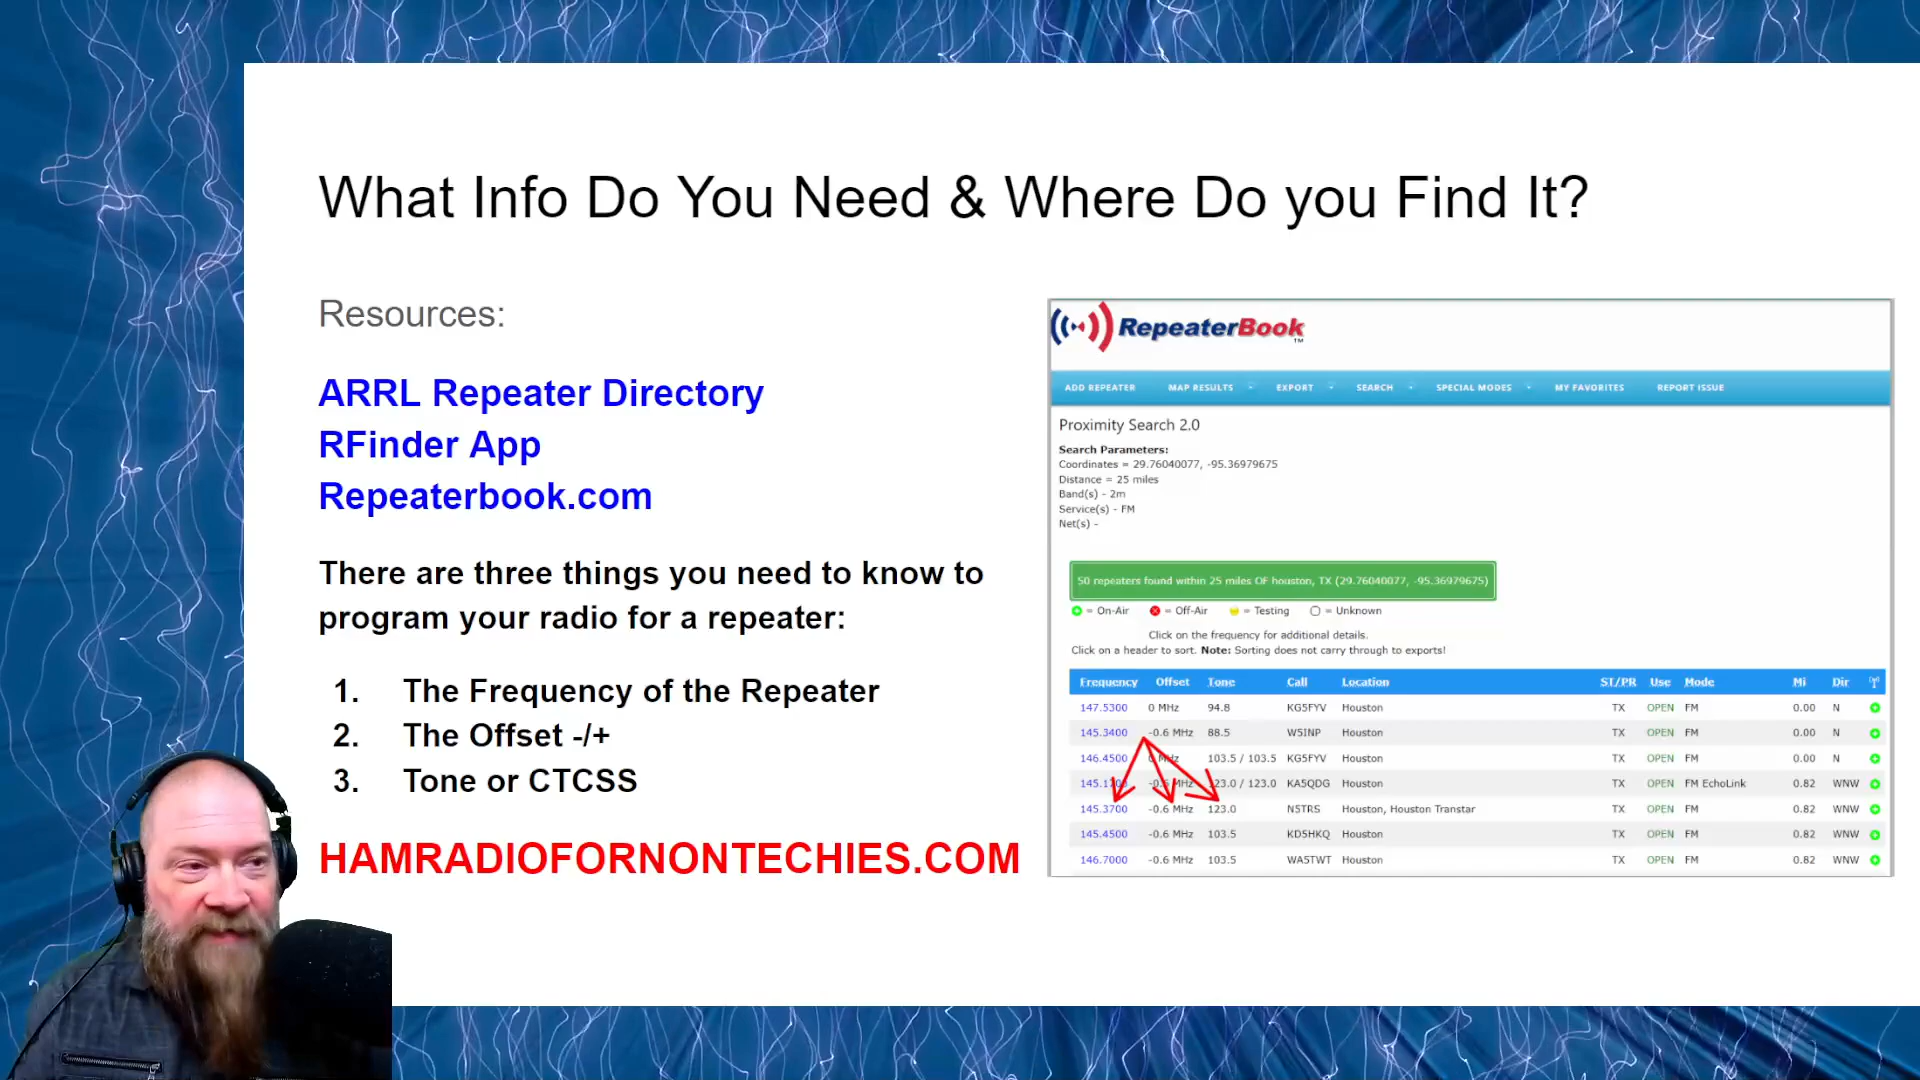 What Info Do You Need & Where Do you Find It?
Resources:
ARRL Repeater Directory
RFinder App
Repeaterbook.com
There are three things you need to know to
program your radio for a repeater:
1. The Frequency of the Repeater
2. The Offset -/+
3. Tone or CTCSS
HAMRADIOFORNONTECHIES.COM
RepeaterBook™
ADD REPEATER MAP RESULTS EXPORT SEARCH SPECIAL MODES MY FAVORITES REPORT ISSUE
Proximity Search 2.0
Search Parameters:
Coordinates = 29.76040077, -95.36979675
Distance = 25 miles
Band(s) - 2m
Service(s) - FM
Net(s) -
50 repeaters found within 25 miles OF houston, TX (29.76040077, -95.36979675)
= On-Air = Off-Air = Testing = Unknown
Click on the frequency for additional details.
Click on a header to sort. Note: Sorting does not carry through to exports!
Frequency Offset Tone Call Location ST/PR Use Mode Mi Dir
147.5300 0 MHz 94.8 KG5FYV Houston TX OPEN FM 0.00 N
145.3400 -0.6 MHz 88.5 W5INP Houston TX OPEN FM 0.00 N
146.4500 MHz 103.5 / 103.5 KG5FYV Houston TX OPEN FM 0.00 N
MHz 123.0 / 123.0 KA5QDG Houston TX OPEN FM EchoLink 0.82 WNW
145.3700 -0.6 MHz 123.0 N5TRS Houston, Houston Transtar TX OPEN FM 0.82 WNW
145.4500 -0.6 MHz 103.5 KD5HKQ Houston TX OPEN FM 0.82 WNW
146.7000 -0.6 MHz 103.5 WA5TWT Houston TX OPEN FM 0.82 WNW